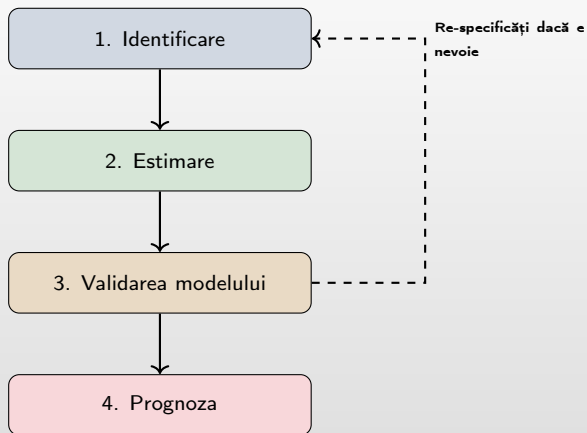 1. Identificare
Re-specificăți dacă e
nevoie
2. Estimare
3. Validarea modelului
4. Prognoza